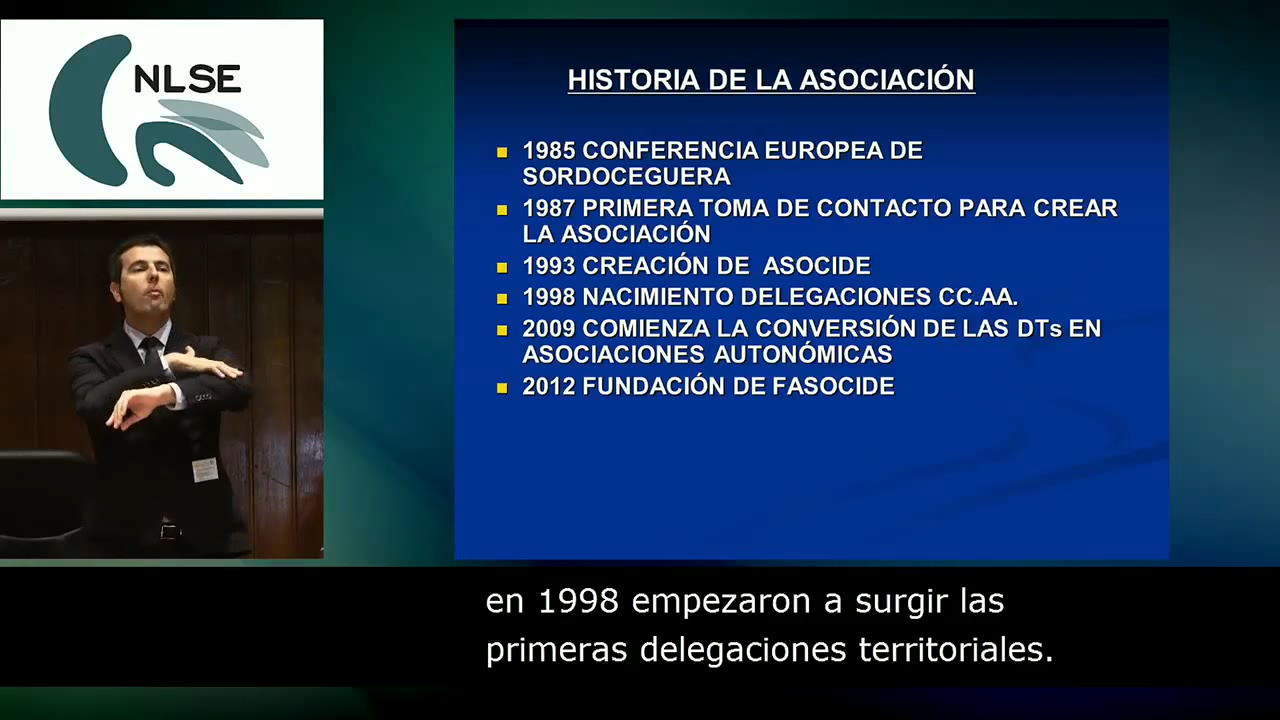 NLSE
HISTORIA DE LA ASOCIACIÓN
1985 CONFERENCIA EUROPEA DE
SORDOCEGUERA
1987 PRIMERA TOMA DE CONTACTO PARA CREAR
LA ASOCIACIÓN
1993 CREACIÓN DE ASOCIDE
1998 NACIMIENTO DELEGACIONES CC.AA.
2009 COMIENZA LA CONVERSIÓN DE LAS DTs EN
ASOCIACIONES AUTONÓMICAS
2012 FUNDACIÓN DE FASOCIDE
en 1998 empezaron a surgir las
primeras delegaciones territoriales.